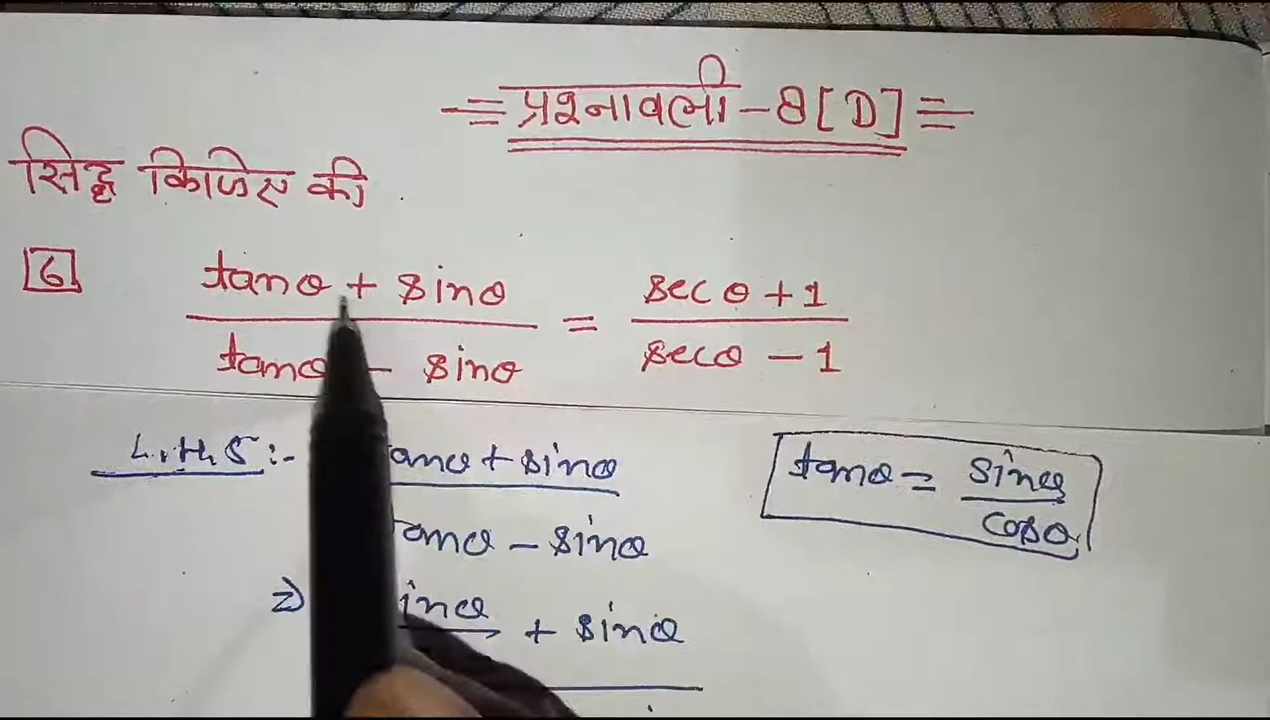 = प्रश्नावली - 8 [D] =
सिद्ध किजिए की
6 tanθ + sinθ / tanθ - sinθ = secθ + 1 / secθ - 1
L.H.S :- tanθ + sinθ / tanθ - sinθ
tanθ = sinθ / cosθ
⇒ sinθ + sinθ